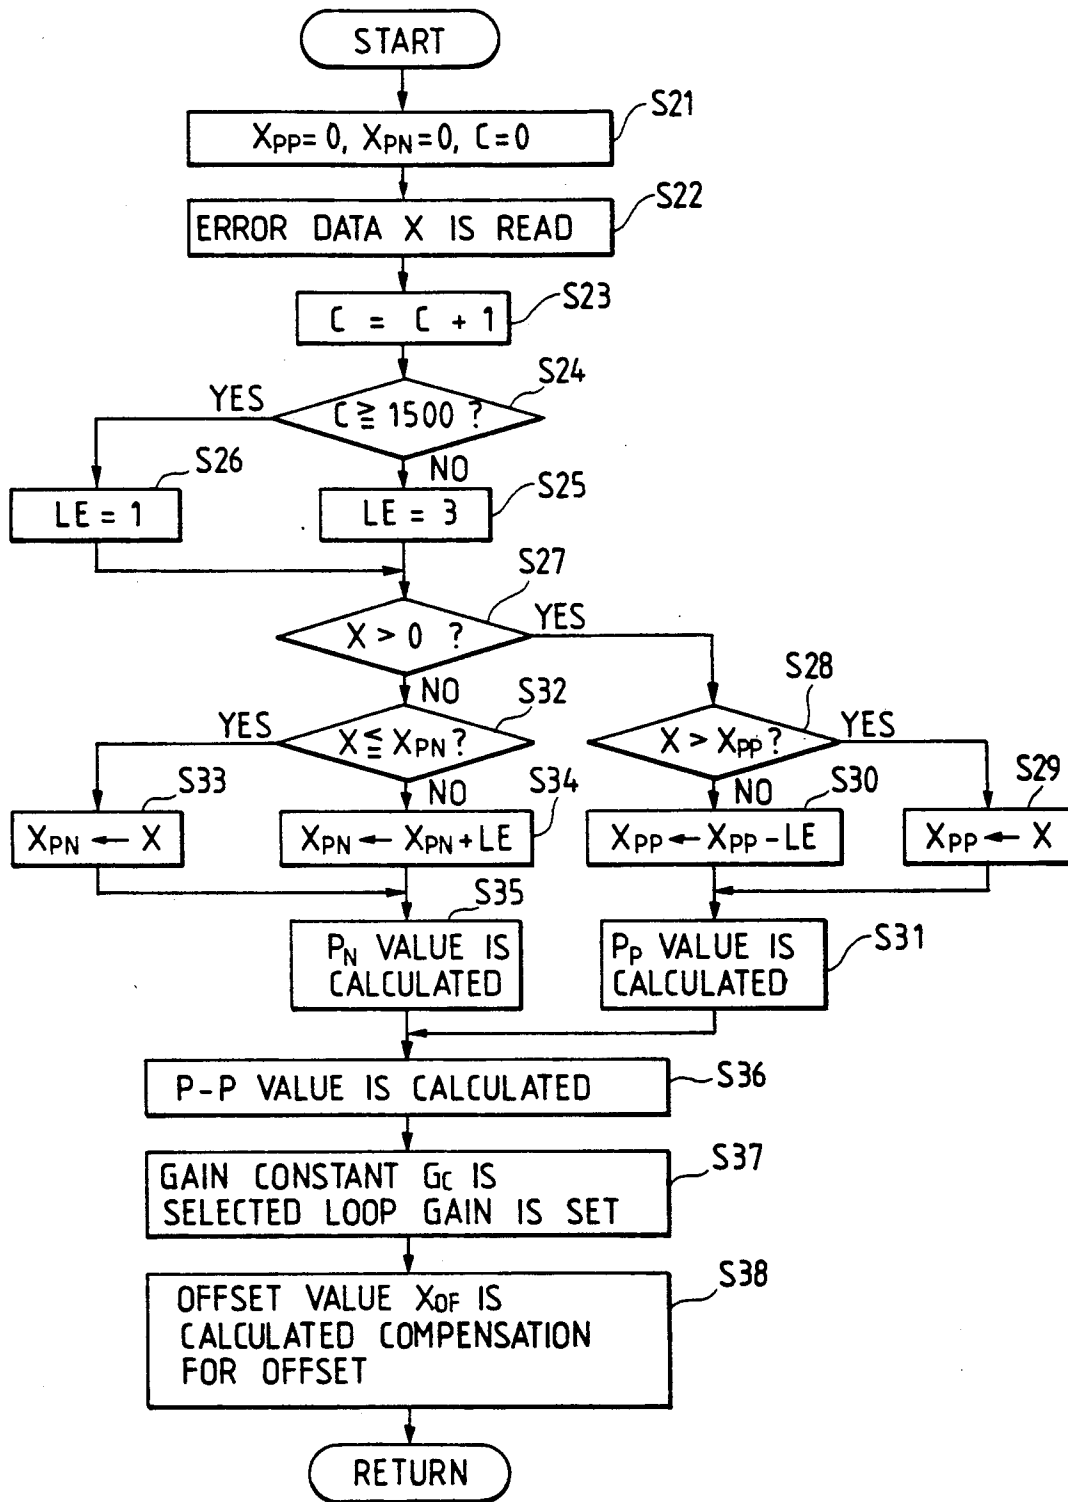 START
S21
XPP=0, XPN=0, C=0
S22
ERROR DATA X IS READ
S23
C = C + 1
S24
YES
C ≧ 1500 ?
NO
S26
S25
LE = 1
LE = 3
S27
X > 0 ?
YES
NO
S28
S32
YES
X ≦ XPN?
X > XPP?
YES
NO
NO
S33
S34
S30
S29
XPN ← X
XPN ← XPN+LE
XPP ← XPP-LE
XPP ← X
S35
S31
PN VALUE IS
CALCULATED
PP VALUE IS
CALCULATED
P-P VALUE IS CALCULATED
S36
S37
GAIN CONSTANT GC IS
SELECTED LOOP GAIN IS SET
S38
OFFSET VALUE XOF IS
CALCULATED COMPENSATION
FOR OFFSET
RETURN